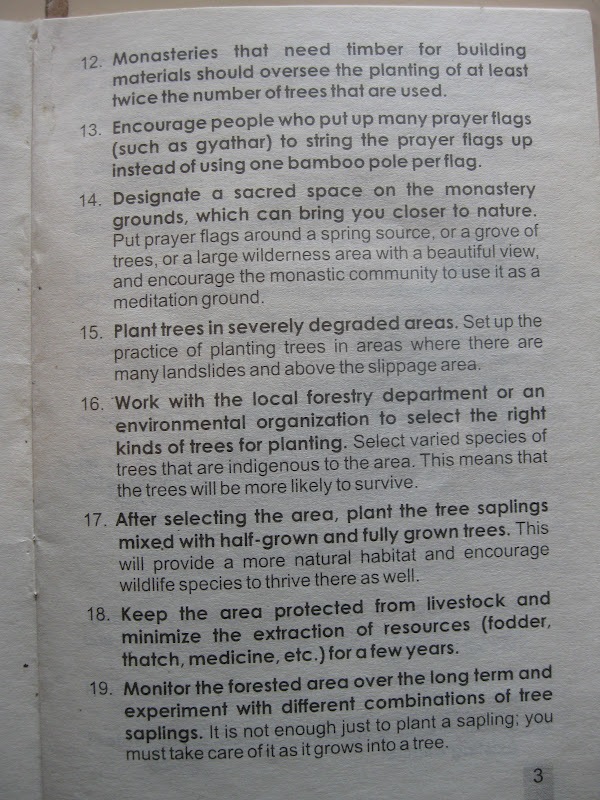 12. Monasteries that need timber for building
materials should oversee the planting of at least
twice the number of trees that are used.
13. Encourage people who put up many prayer flags
(such as gyathar) to string the prayer flags up
instead of using one bamboo pole per flag.
14. Designate a sacred space on the monastery
grounds, which can bring you closer to nature.
Put prayer flags around a spring source, or a grove of
trees, or a large wilderness area with a beautiful view,
and encourage the monastic community to use it as a
meditation ground.
15. Plant trees in severely degraded areas. Set up the
practice of planting trees in areas where there are
many landslides and above the slippage area.
16. Work with the local forestry department or an
environmental organization to select the right
kinds of trees for planting. Select varied species of
trees that are indigenous to the area. This means that
the trees will be more likely to survive.
17. After selecting the area, plant the tree saplings
mixed with half-grown and fully grown trees. This
will provide a more natural habitat and encourage
wildlife species to thrive there as well.
18. Keep the area protected from livestock and
minimize the extraction of resources (fodder,
thatch, medicine, etc.) for a few years.
19. Monitor the forested area over the long term and
experiment with different combinations of tree
saplings. It is not enough just to plant a sapling; you
must take care of it as it grows into a tree.
3